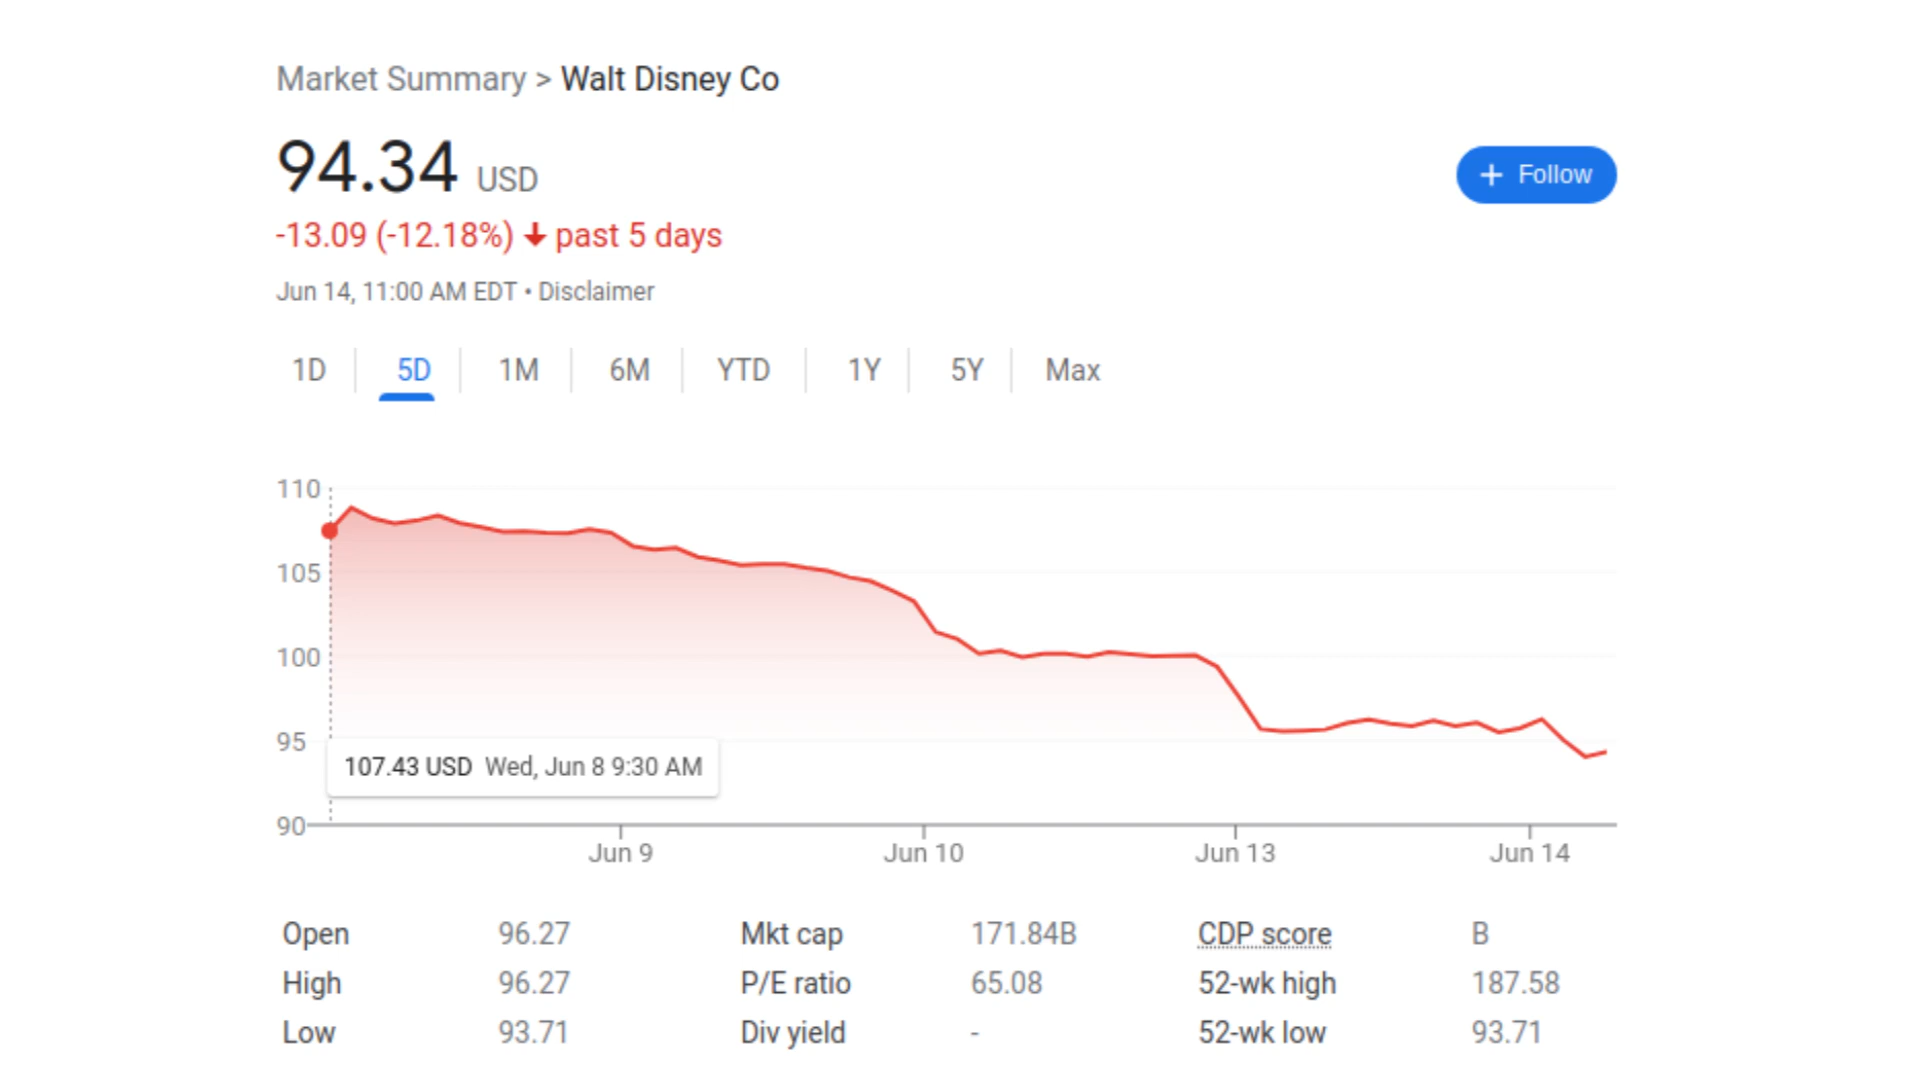 Market Summary > Walt Disney Co
94.34 USD
+ Follow
-13.09 (-12.18%) ↓ past 5 days
Jun 14, 11:00 AM EDT • Disclaimer
1D 5D 1M 6M YTD 1Y 5Y Max
110
105
100
95
107.43 USD Wed, Jun 8 9:30 AM
90
Jun 9 Jun 10 Jun 13 Jun 14
Open 96.27 Mkt cap 171.84B CDP score B
High 96.27 P/E ratio 65.08 52-wk high 187.58
Low 93.71 Div yield - 52-wk low 93.71